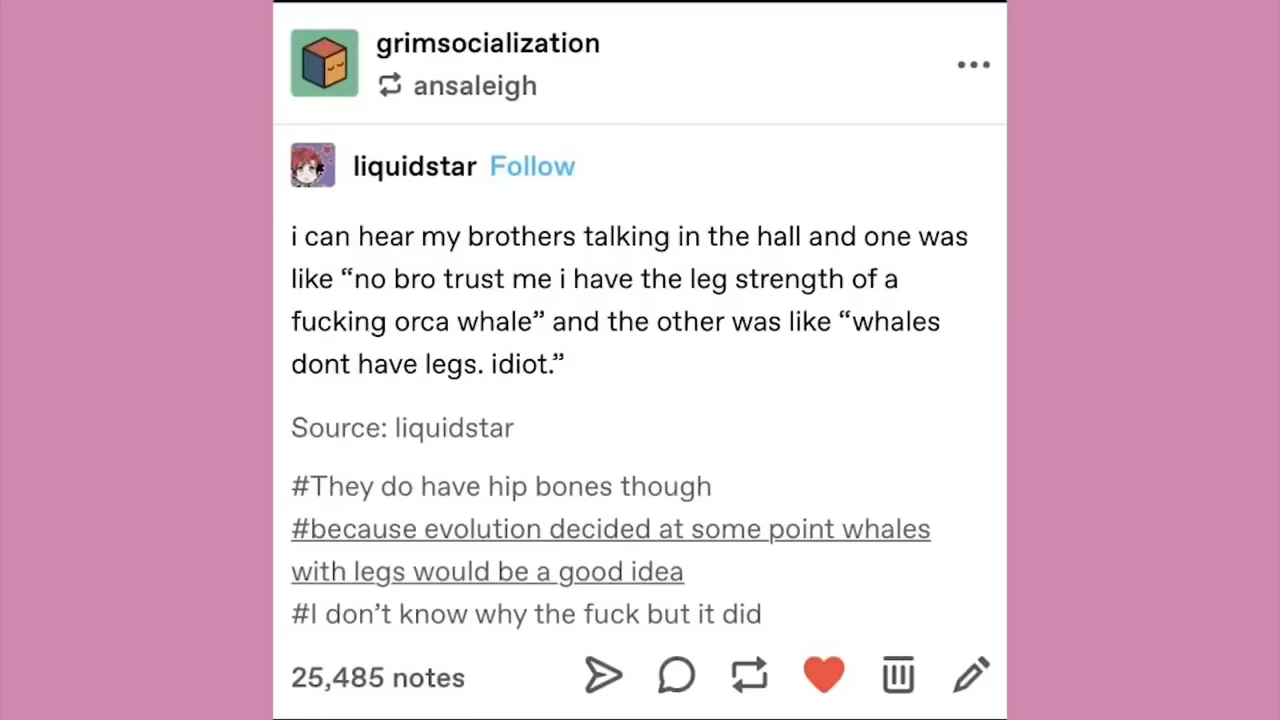 grimsocialization
ansaleigh
liquidstar Follow
i can hear my brothers talking in the hall and one was
like “no bro trust me i have the leg strength of a
fucking orca whale” and the other was like “whales
dont have legs. idiot.”
Source: liquidstar
#They do have hip bones though
#because evolution decided at some point whales
with legs would be a good idea
#I don’t know why the fuck but it did
25,485 notes